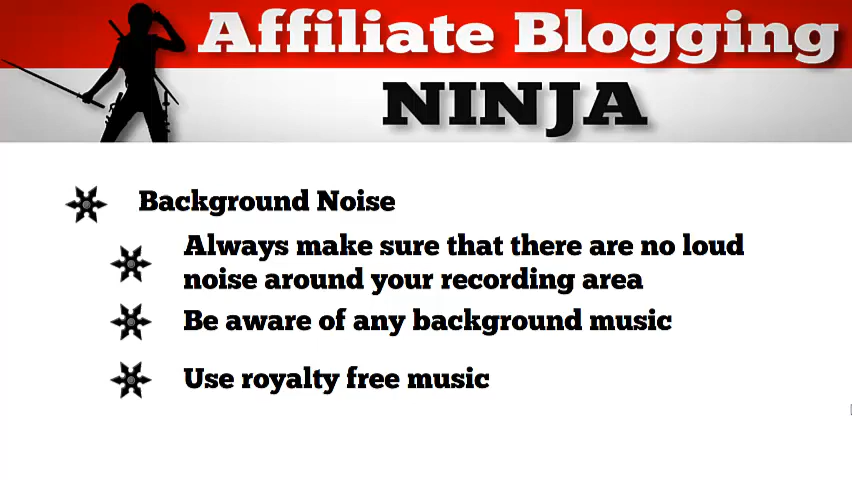 Affiliate Blogging
NINJA
Background Noise
Always make sure that there are no loud
noise around your recording area
Be aware of any background music
Use royalty free music